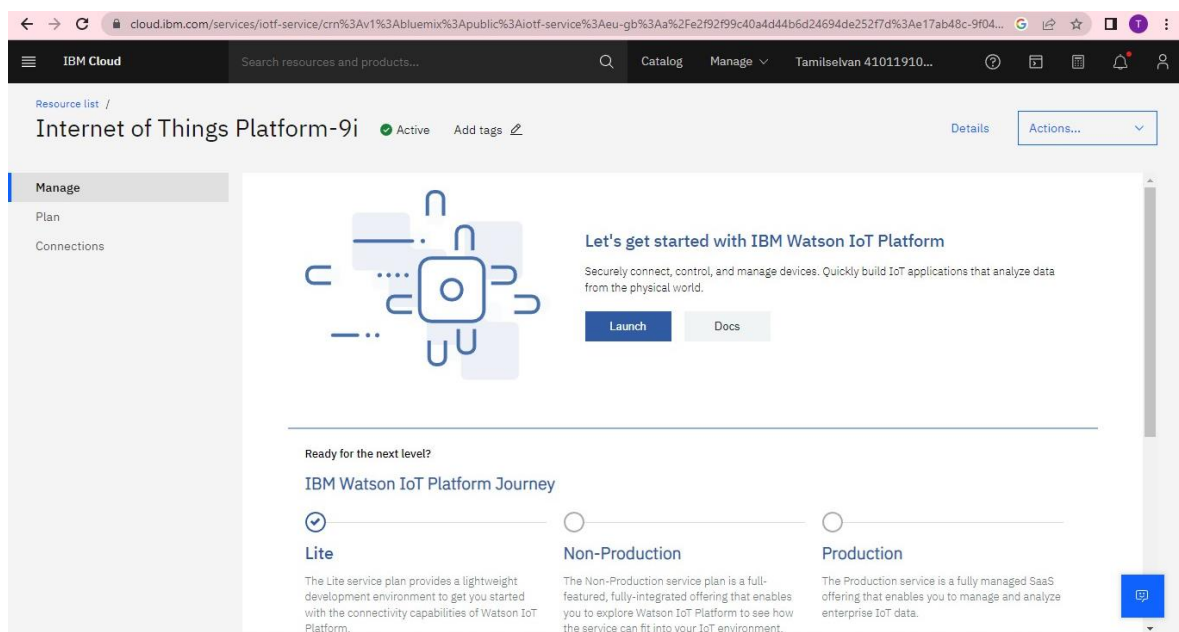 cloud.ibm.com/services/iotf-service/crn%3Av1%3Abluemix%3Apublic%3Aiotf-service%3Aeu-gb%3Aa%2Fe2f92f99c40a4d44b6d24694de252f7d%3Ae17ab48c-9f04... T
IBM Cloud Search resources and products... Catalog Manage Tamilselvan 41011910...
Resource list /
Internet of Things Platform-9i Active Add tags Details Actions...
Manage
Plan
Connections
Let's get started with IBM Watson IoT Platform
Securely connect, control, and manage devices. Quickly build IoT applications that analyze data
from the physical world.
Launch Docs
Ready for the next level?
IBM Watson IoT Platform Journey
Lite
The Lite service plan provides a lightweight
development environment to get you started
with the connectivity capabilities of Watson IoT
Platform.
Non-Production
The Non-Production service plan is a full-
featured, fully-integrated offering that enables
you to explore Watson IoT Platform to see how
the service can fit into your IoT environment.
Production
The Production service is a fully managed SaaS
offering that enables you to manage and analyze
enterprise IoT data.